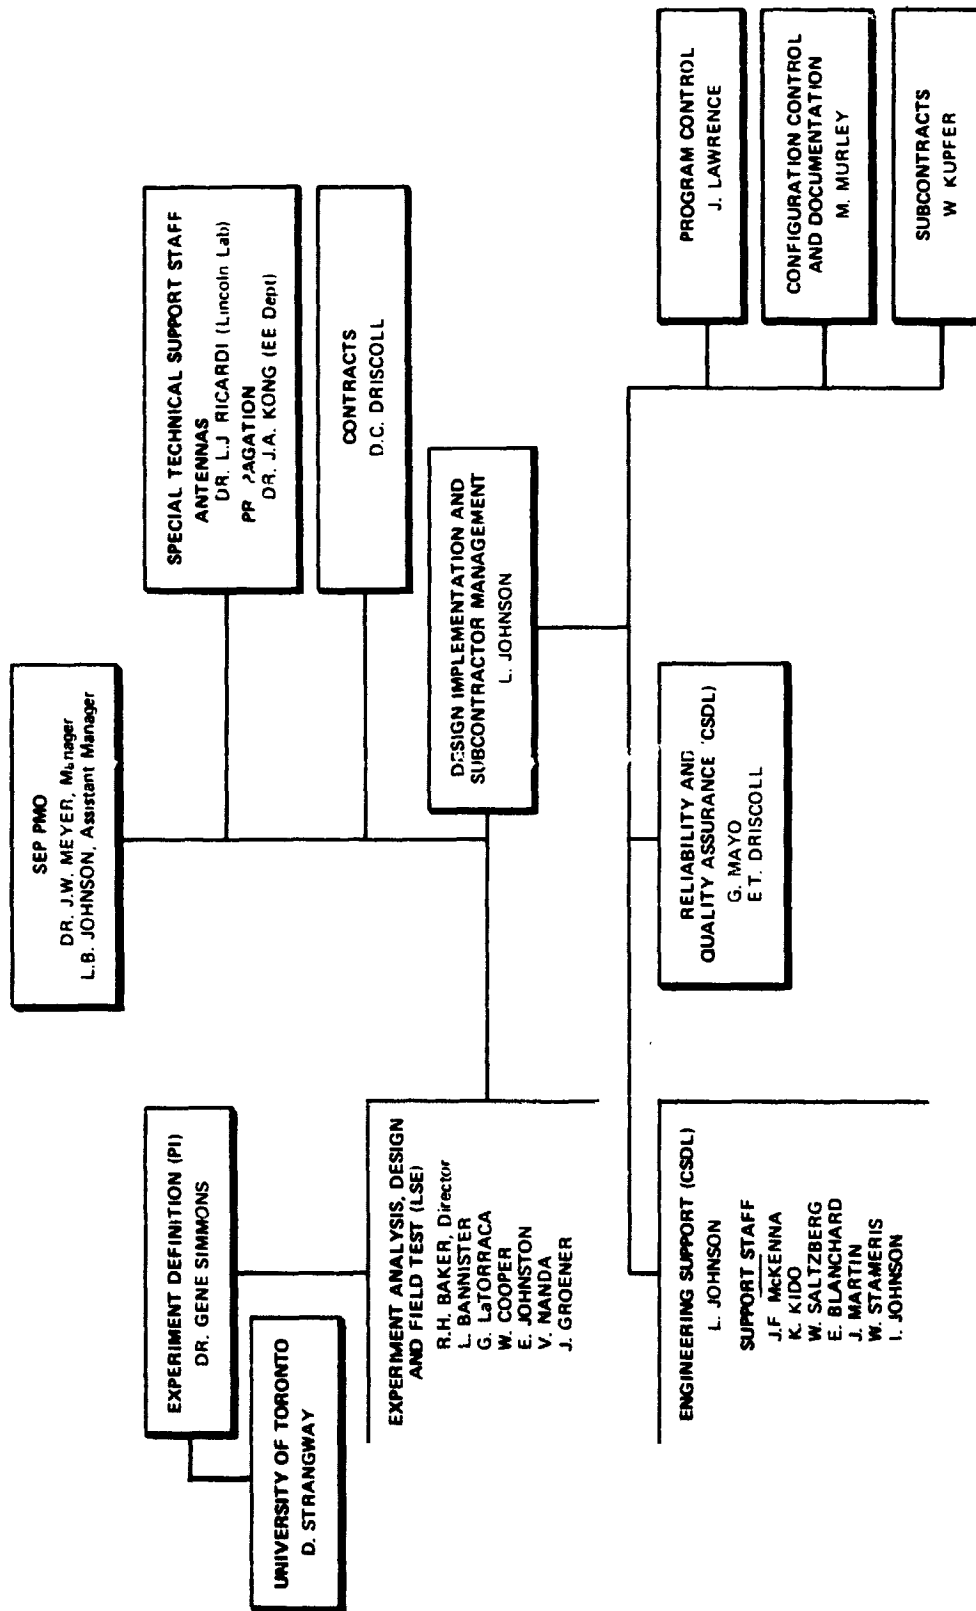 SEP PMO
DR. J.W. MEYER, Manager
L.B. JOHNSON, Assistant Manager
EXPERIMENT DEFINITION (PI)
DR. GENE SIMMONS
UNIVERSITY OF TORONTO
D. STRANGWAY
SPECIAL TECHNICAL SUPPORT STAFF
ANTENNAS
DR. L.J RICARDI (Lincoln Lab)
DR. J.A. KONG (EE Dept)
CONTRACTS
D.C. DRISCOLL
EXPERIMENT ANALYSIS, DESIGN
AND FIELD TEST (LSE)
R.H. BAKER, Director
L. BANNISTER
G. LaTORRACA
W. COOPER
E. JOHNSTON
V. NANDA
J. GROENER
DESIGN IMPLEMENTATION AND
SUBCONTRACTOR MANAGEMENT
L. JOHNSON
ENGINEERING SUPPORT (CSDL)
L. JOHNSON
SUPPORT STAFF
J.F McKENNA
K. KIDO
W. SALTZBERG
E. BLANCHARD
J. MARTIN
W. STAMERIS
I. JOHNSON
RELIABILITY AND
QUALITY ASSURANCE (CSDL)
G. MAYO
E.T. DRISCOLL
PROGRAM CONTROL
J. LAWRENCE
CONFIGURATION CONTROL
AND DOCUMENTATION
M. MURLEY
SUBCONTRACTS
W KUPFER